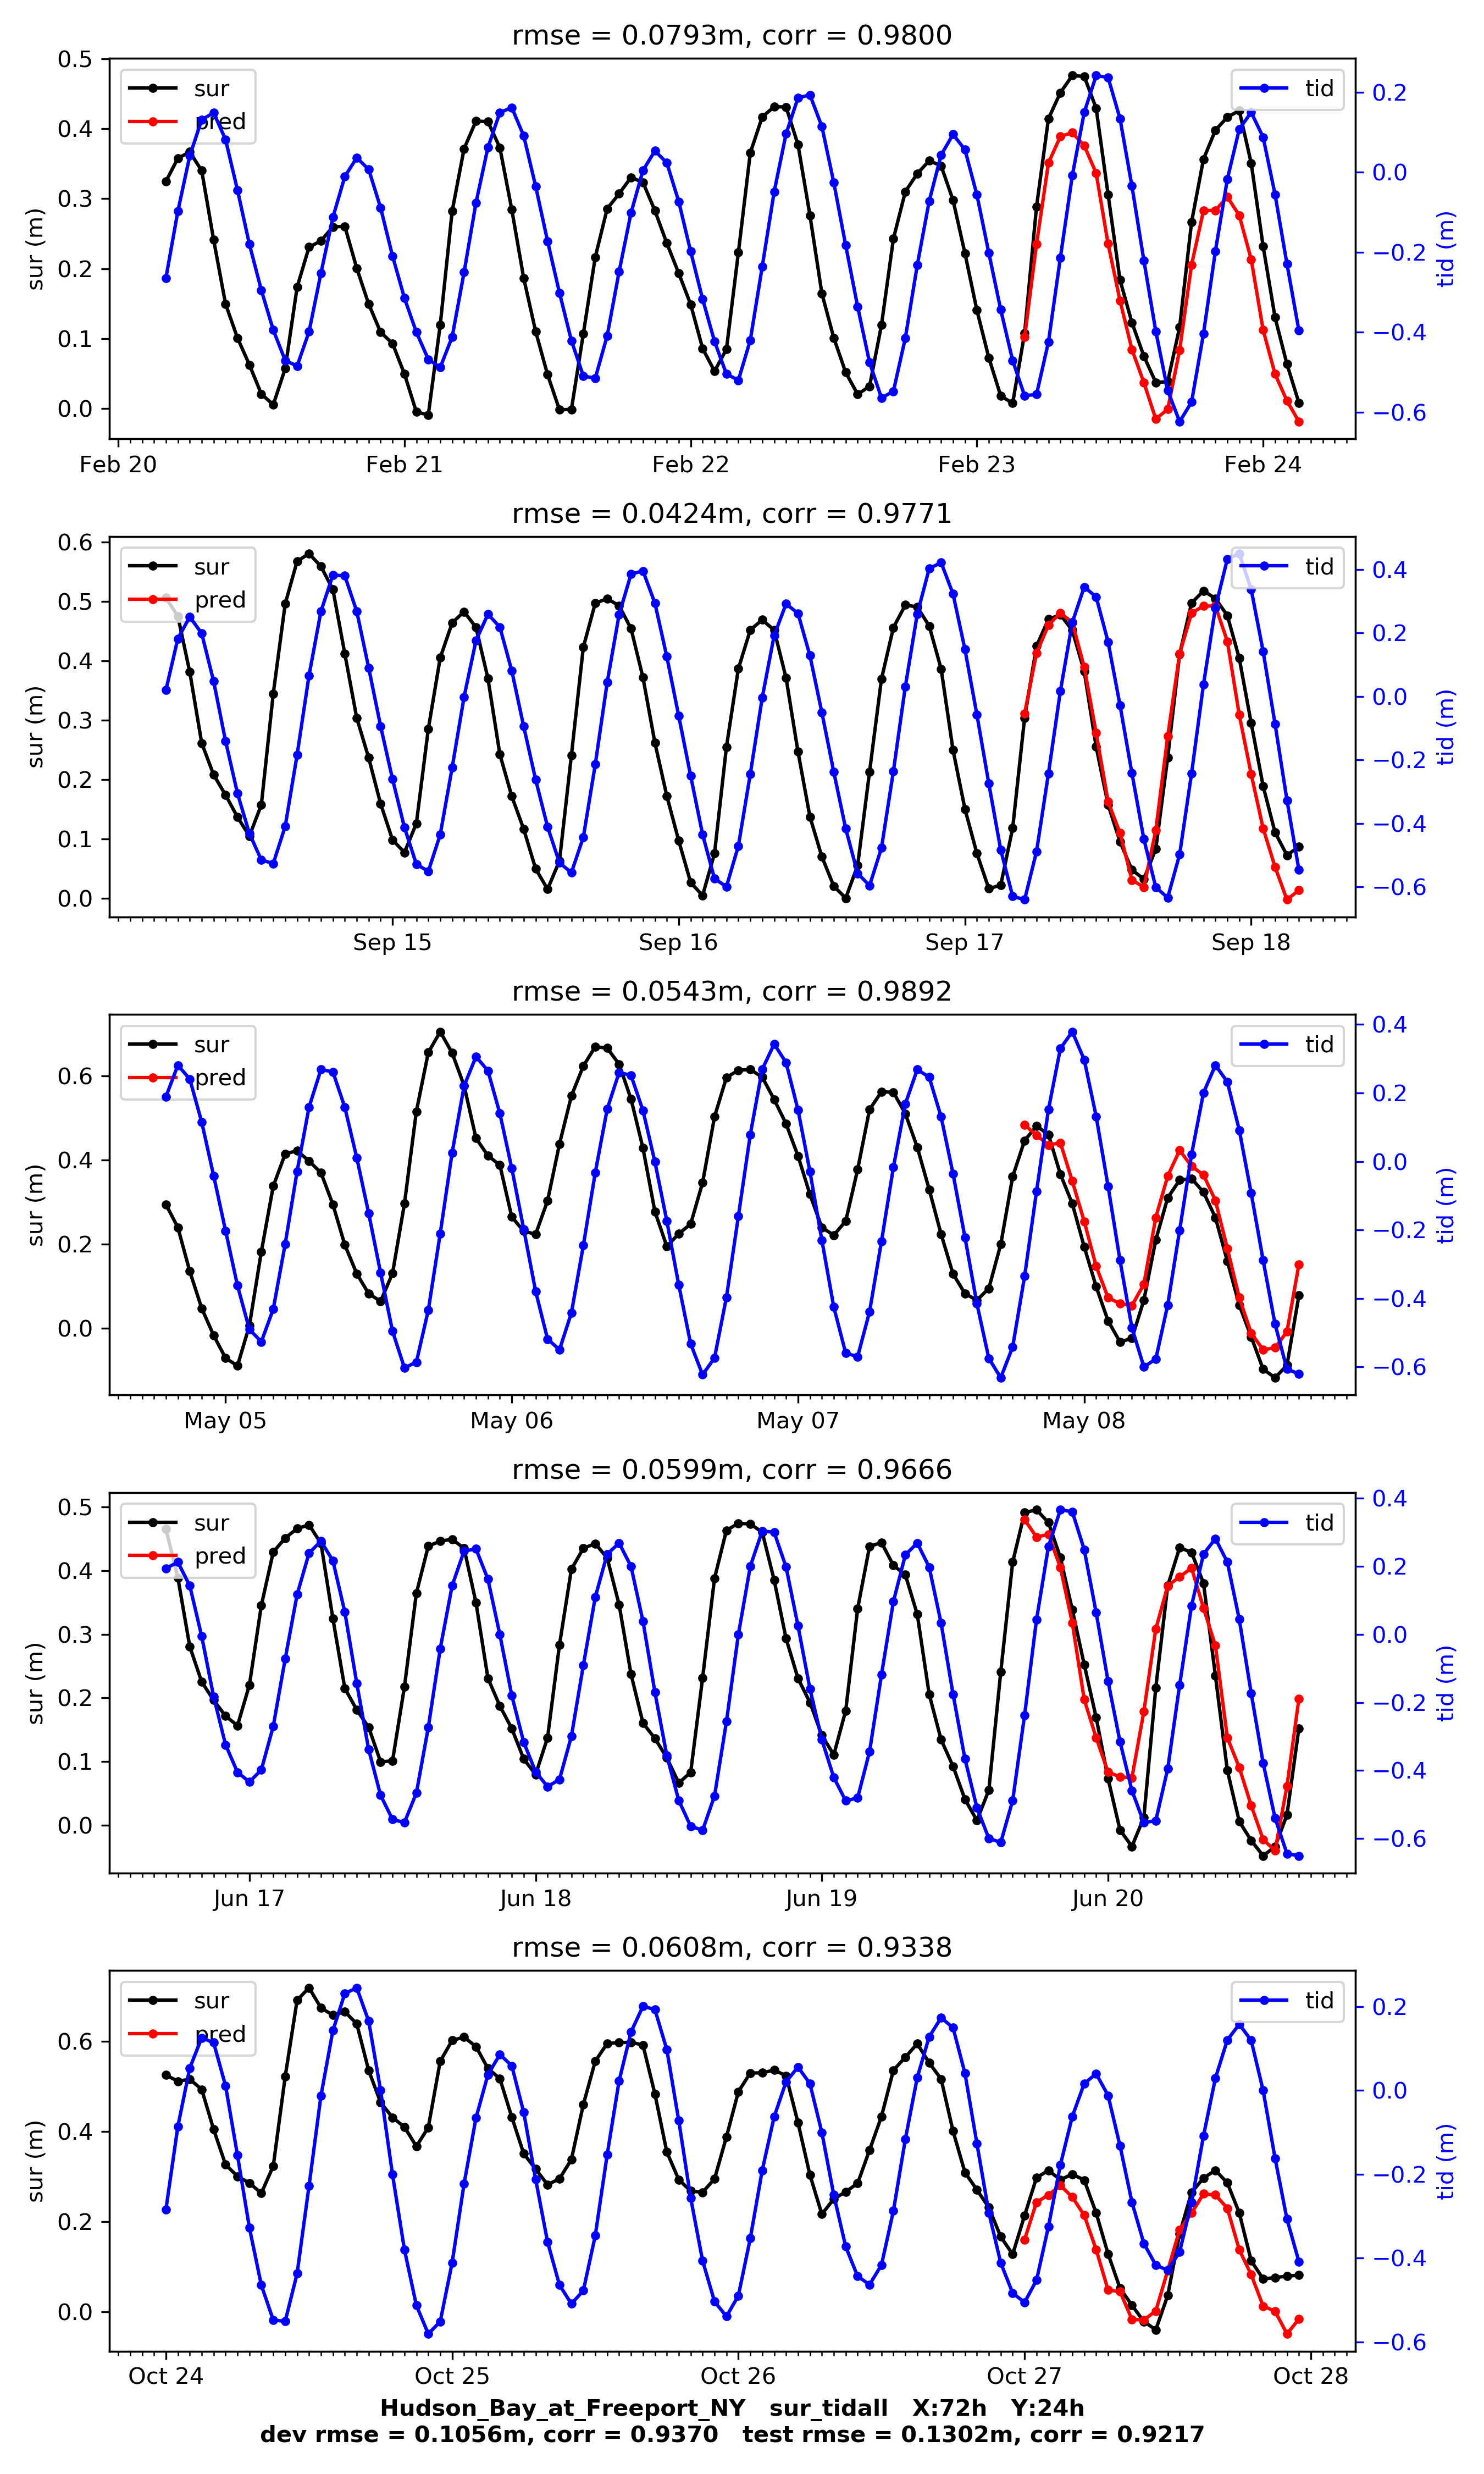 rmse = 0.0793m, corr = 0.9800
0.5
0.4
0.3
0.2
0.1
0.0
sur (m)
sur
pred
tid
0.2
0.0
−0.2
−0.4
−0.6
tid (m)
Feb 20 Feb 21 Feb 22 Feb 23 Feb 24
rmse = 0.0424m, corr = 0.9771
0.6
0.5
0.4
0.3
0.2
0.1
0.0
sur (m)
sur
pred
tid
0.4
0.2
0.0
−0.2
−0.4
−0.6
tid (m)
Sep 15 Sep 16 Sep 17 Sep 18
rmse = 0.0543m, corr = 0.9892
0.6
0.4
0.2
0.0
sur (m)
sur
pred
tid
0.4
0.2
0.0
−0.2
−0.4
−0.6
tid (m)
May 05 May 06 May 07 May 08
rmse = 0.0599m, corr = 0.9666
0.5
0.4
0.3
0.2
0.1
0.0
sur (m)
sur
pred
tid
0.4
0.2
0.0
−0.2
−0.4
−0.6
tid (m)
Jun 17 Jun 18 Jun 19 Jun 20
rmse = 0.0608m, corr = 0.9338
0.6
0.4
0.2
0.0
sur (m)
sur
pred
tid
0.2
0.0
−0.2
−0.4
−0.6
tid (m)
Oct 24 Oct 25 Oct 26 Oct 27 Oct 28
Hudson_Bay_at_Freeport_NY sur_tidall X:72h Y:24h
dev rmse = 0.1056m, corr = 0.9370 test rmse = 0.1302m, corr = 0.9217